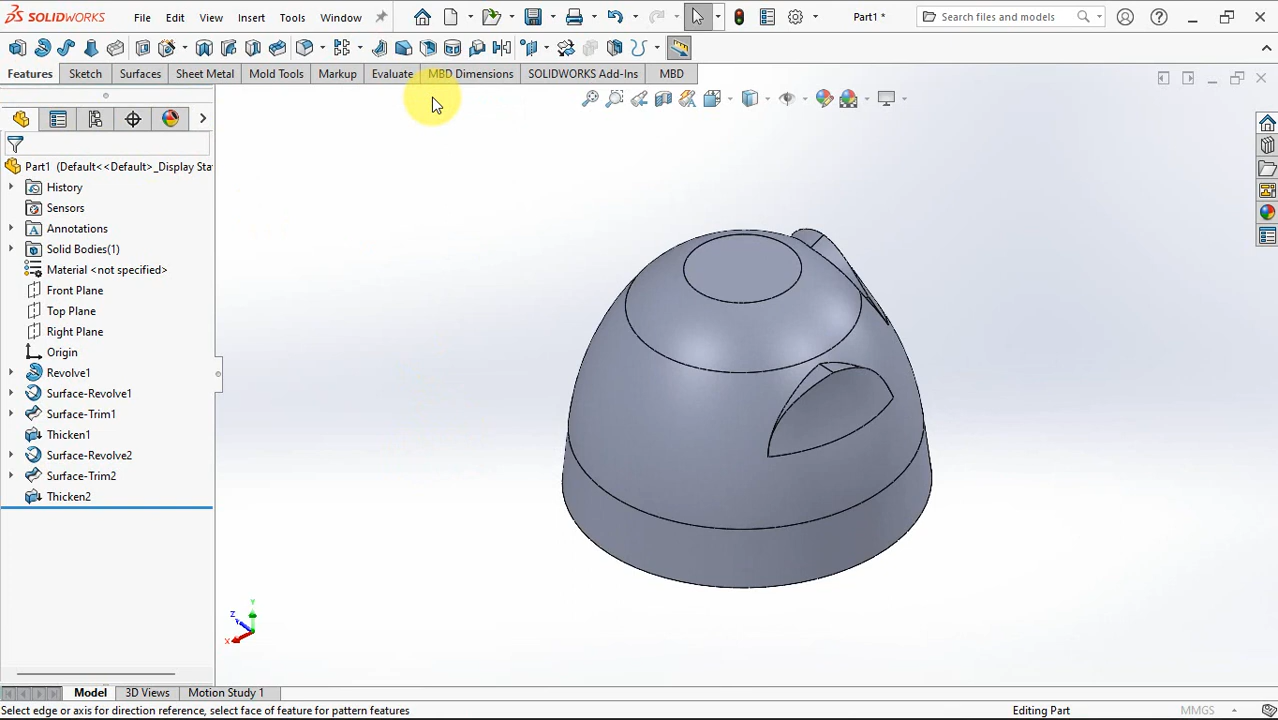 SOLIDWORKS File Edit View Insert Tools Window Part1 * Search files and models
Features Sketch Surfaces Sheet Metal Mold Tools Markup Evaluate MBD Dimensions SOLIDWORKS Add-Ins MBD
Part1 (Default<<Default>_Display Sta
History
Sensors
Annotations
Solid Bodies(1)
Material <not specified>
Front Plane
Top Plane
Right Plane
Origin
Revolve1
Surface-Revolve1
Surface-Trim1
Thicken1
Surface-Revolve2
Surface-Trim2
Thicken2
Y
Z
X
Model 3D Views Motion Study 1
Select edge or axis for direction reference, select face of feature for pattern features Editing Part MMGS